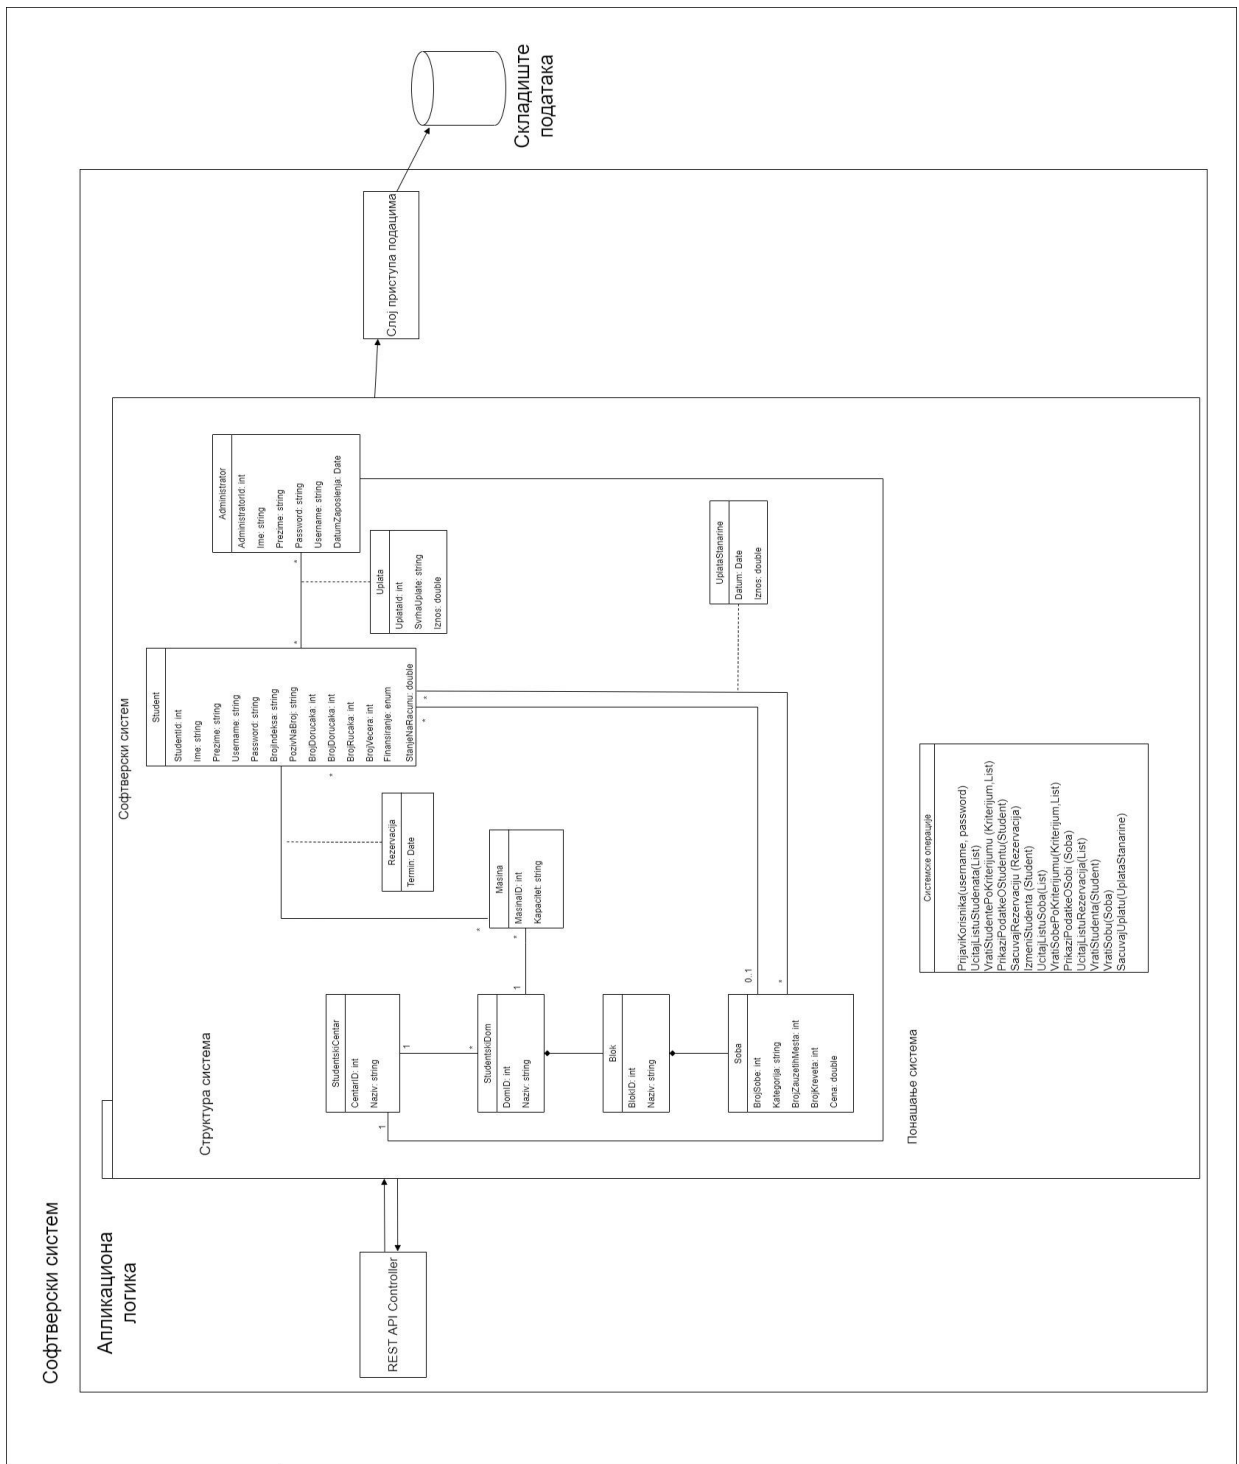 Софтверски систем
Апликациона
логика
REST API Controller
Софтверски систем
Структура система
StudentskiCentar
CentarID: int
Naziv: string
1
1
*
StudentskiDom
DomID: int
Naziv: string
1
*
Blok
BlokID: int
Naziv: string
Soba
BrojSobe: int
Kategorija: string
BrojZauzetihMesta: int
BrojKreveta: int
Cena: double
0..1
*
Masina
MasinaID: int
Kapacitet: string
*
Rezervacija
Termin: Date
*
Student
StudentId: int
Ime: string
Prezime: string
Username: string
Password: string
BrojIndeksa: string
PozivNaBroj: string
BrojDorucaka: int
BrojDorucaka: int
BrojRucaka: int
BrojVecera: int
Finansiranje: enum
StanjeNaRacunu: double
*
*
*
*
Uplata
UplataId: int
SvrhaUplate: string
Iznos: double
UplataStanarine
Datum: Date
Iznos: double
Administrator
AdministratorId: int
Ime: string
Prezime: string
Password: string
Username: string
DatumZaposlenja: Date
Понашање система
Системске операције
PrijaviKorisnika(username, password)
UcitajListuStudenata(List)
VratiStudentePoKriterijumu (Kriterijum,List)
PrikaziPodatkeOStudentu(Student)
SacuvajRezervaciju (Rezervacija)
IzmeniStudenta (Student)
UcitajListuSoba(List)
VratiSobePoKriterijumu(Kriterijum,List)
PrikaziPodatkeOSobi (Soba)
UcitajListuRezervacija(List)
VratiStudenta(Student)
VratiSobu(Soba)
SacuvajUplatu(UplataStanarine)
Слој приступа подацима
Складиште
података